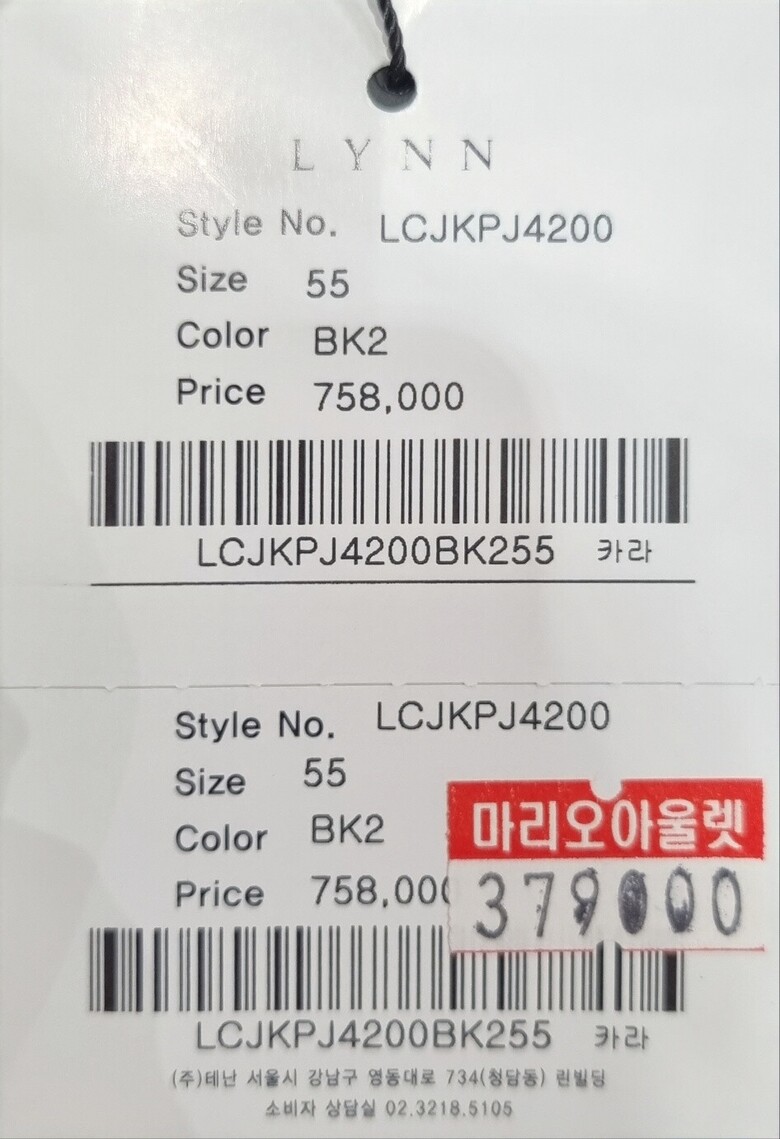 LYNN
Style No. LCJKPJ4200
Size 55
Color BK2
Price 758,000
LCJKPJ4200BK255 카라
Style No. LCJKPJ4200
Size 55
Color BK2
마리오아울렛
Price 758,00
379000
LCJKPJ4200BK255 카라
(주)테난 서울시 강남구 영동대로 734(청담동) 린빌딩
소비자 상담실 02.3218.5105